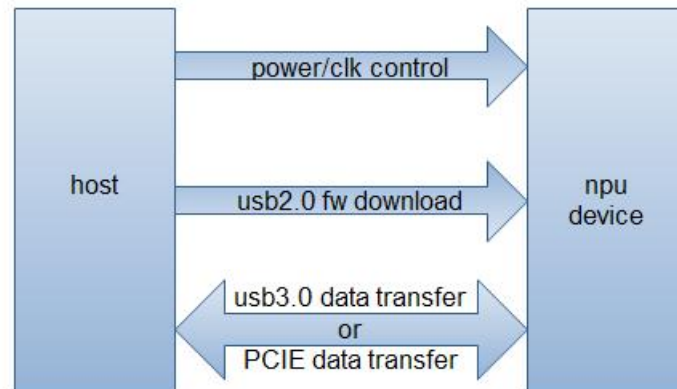 host
power/clk control
usb2.0 fw download
usb3.0 data transfer
or
PCIE data transfer
npu
device